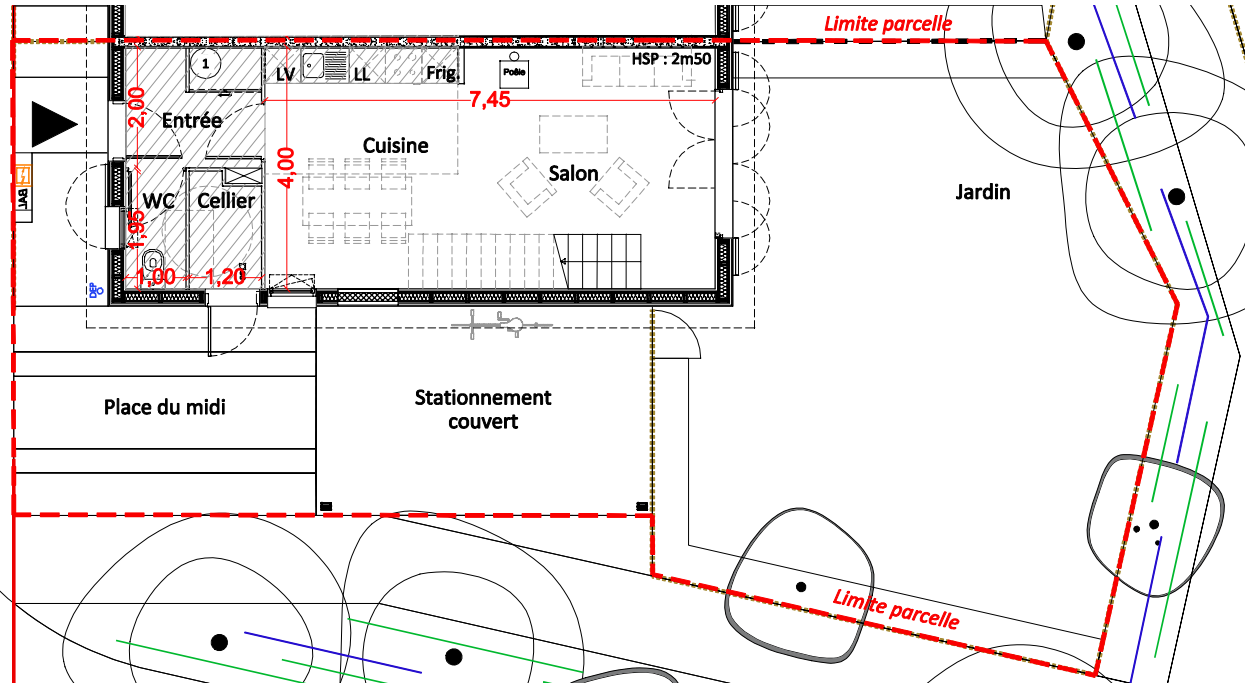 Limite parcelle
HSP : 2m50
1
LV
LL
Frig.
Poêle
7,45
2,00
Entrée
Cuisine
4,00
Salon
Jardin
BAL
WC
Cellier
1,95
1,00
1,20
DEP
Place du midi
Stationnement
couvert
Limite parcelle